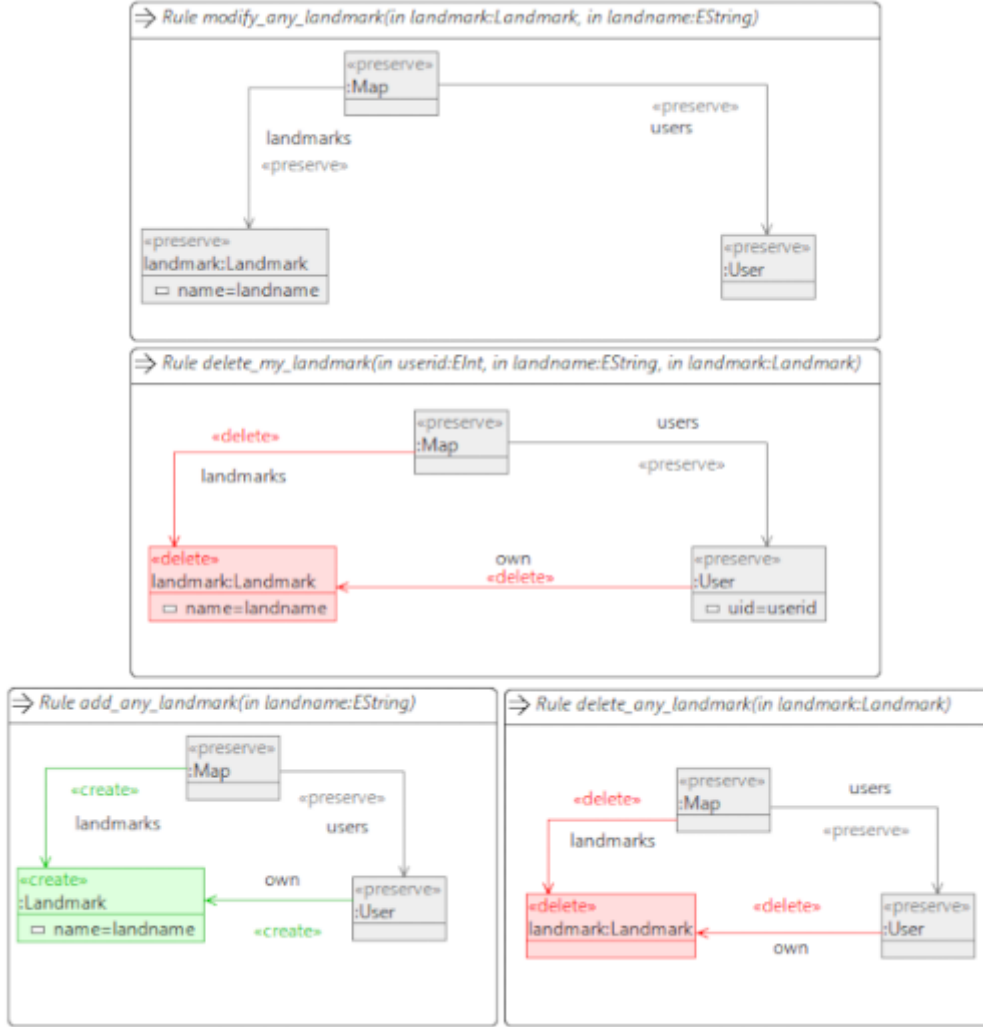 Rule modify_any_landmark(in landmark:Landmark, in landname:EString)
«preserve»
:Map
landmarks
«preserve»
«preserve»
users
«preserve»
landmark:Landmark
name=landname
«preserve»
:User
Rule delete_my_landmark(in userid:EInt, in landname:EString, in landmark:Landmark)
«preserve»
:Map
«delete»
landmarks
users
«preserve»
«delete»
landmark:Landmark
name=landname
own
«delete»
«preserve»
:User
uid=userid
Rule add_any_landmark(in landname:EString)
«preserve»
:Map
«create»
landmarks
«preserve»
users
«create»
:Landmark
name=landname
own
«create»
«preserve»
:User
Rule delete_any_landmark(in landmark:Landmark)
«preserve»
:Map
«delete»
landmarks
users
«preserve»
«delete»
landmark:Landmark
«delete»
own
«preserve»
:User